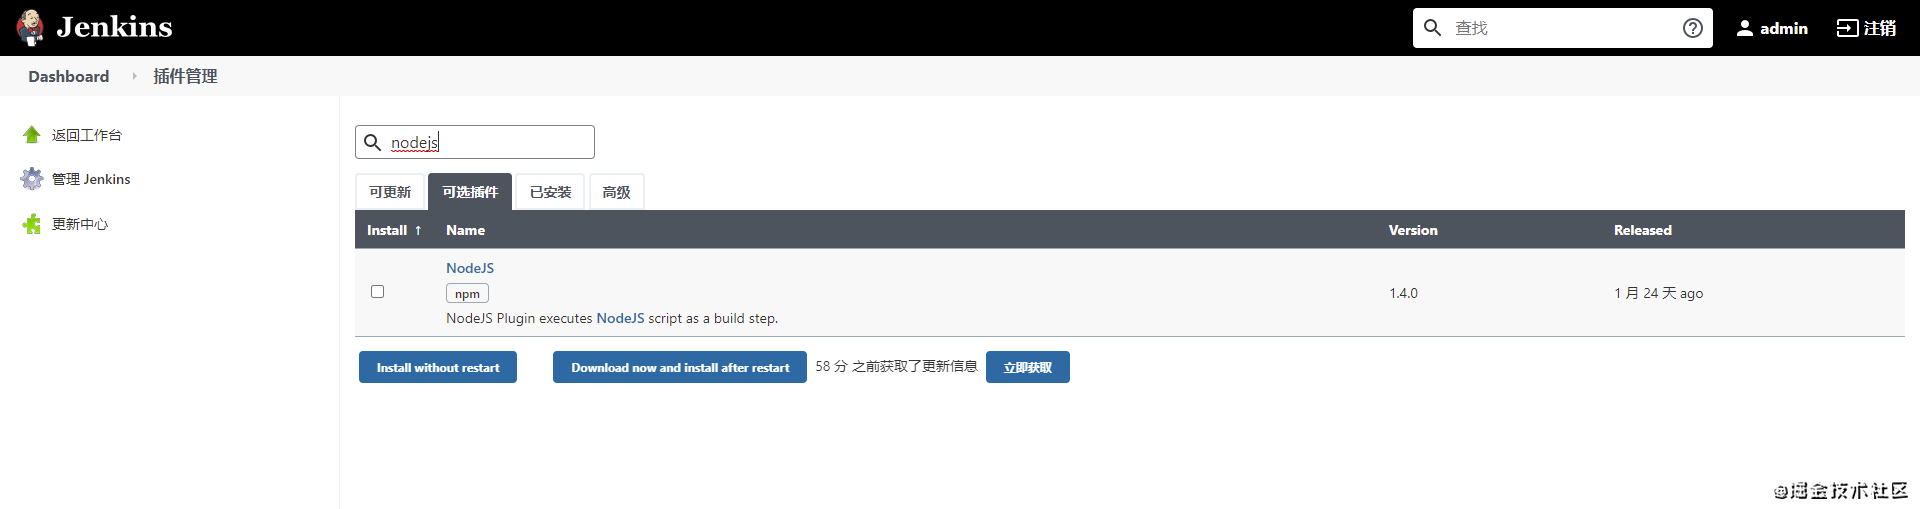 Jenkins
查找
admin
注销
Dashboard
插件管理
返回工作台
管理 Jenkins
更新中心
nodejs
可更新
可选插件
已安装
高级
Install ↑ Name Version Released
NodeJS
npm
1.4.0
1 月 24 天 ago
NodeJS Plugin executes NodeJS script as a build step.
Install without restart
Download now and install after restart
58 分 之前获取了更新信息
立即获取
@掘金技术社区